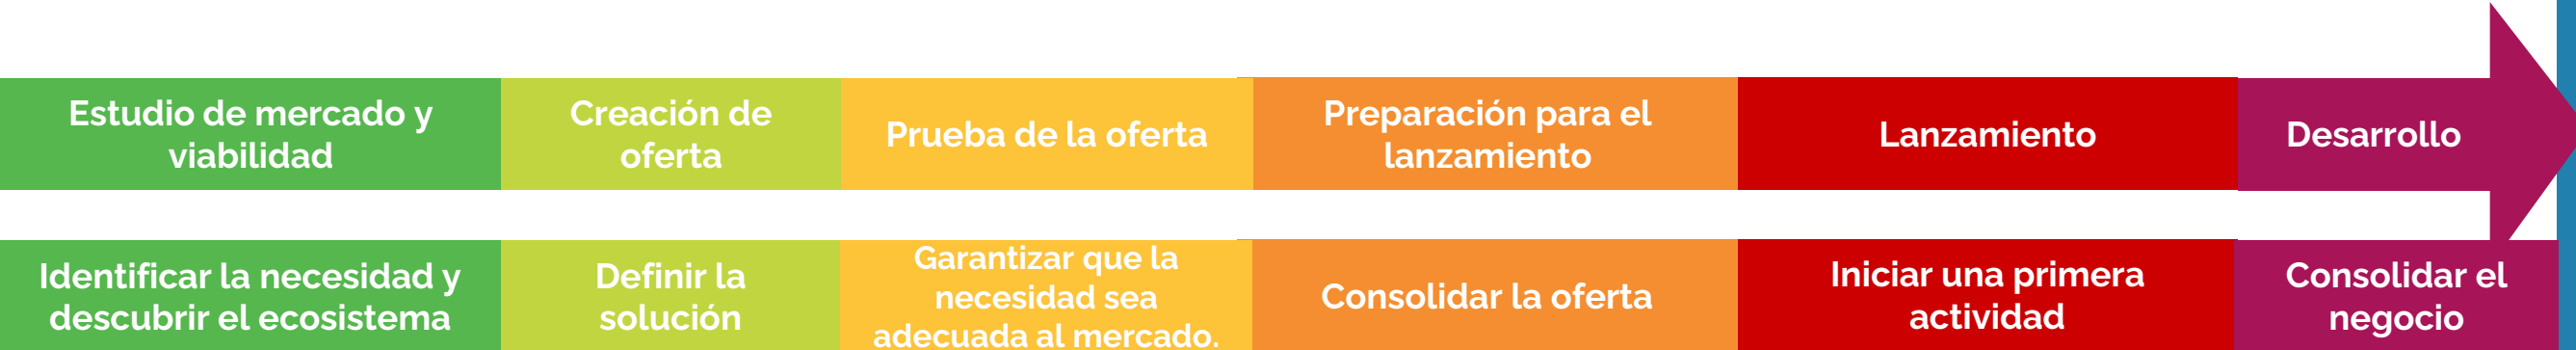 Estudio de mercado y
viabilidad
Creación de
oferta
Prueba de la oferta
Preparación para el
lanzamiento
Lanzamiento
Desarrollo
Identificar la necesidad y
descubrir el ecosistema
Definir la
solución
Garantizar que la
necesidad sea
adecuada al mercado.
Consolidar la oferta
Iniciar una primera
actividad
Consolidar el
negocio